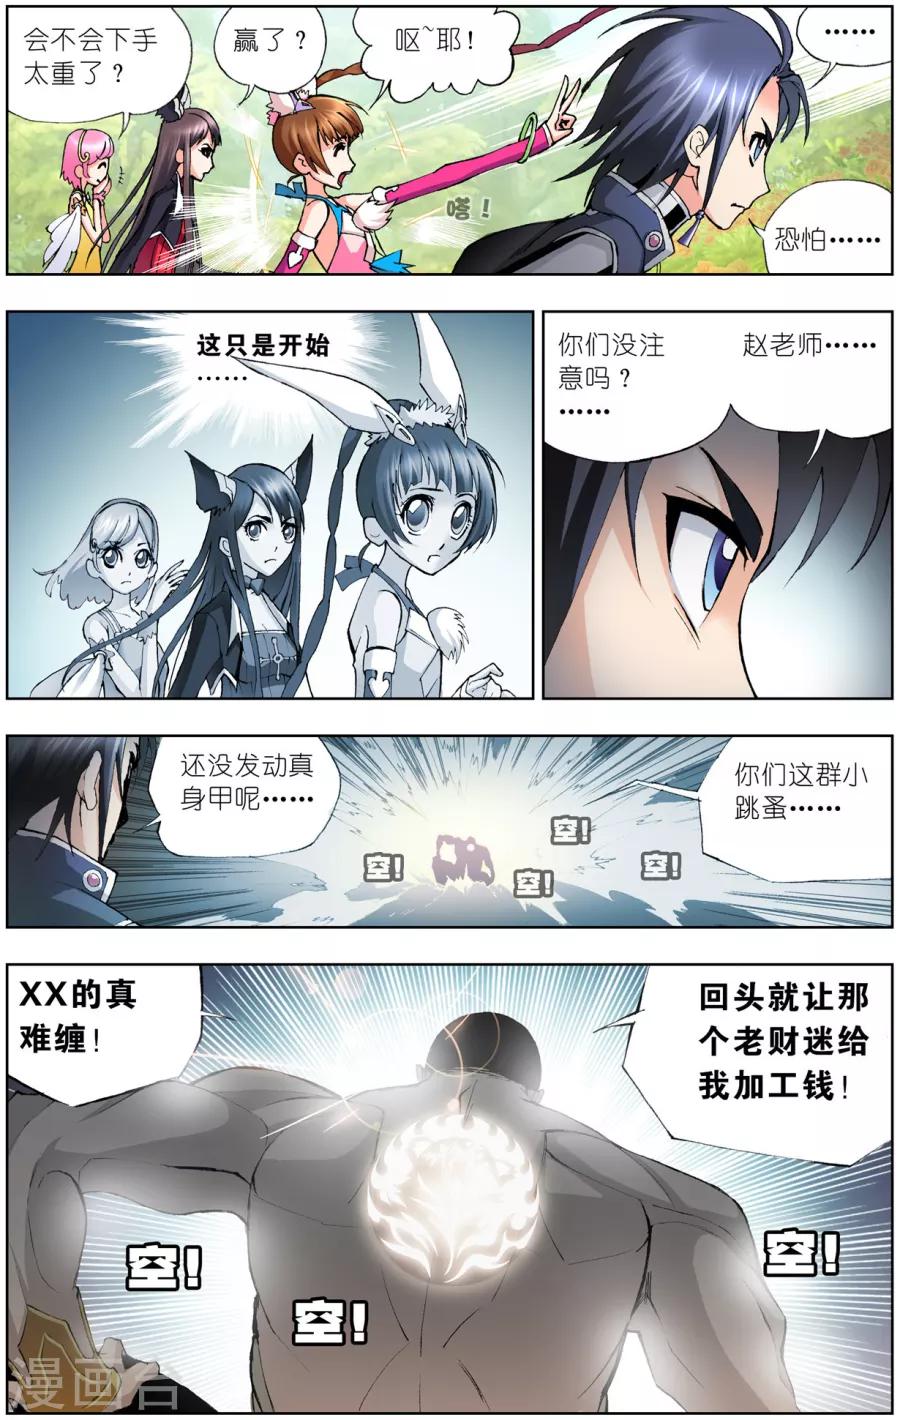 会不会下手
太重了？
赢了？
呕~耶！
……
嗒！
恐怕……
这只是开始
……
你们没注
意吗？
……
赵老师……
还没发动真
身甲呢……
你们这群小
跳蚤……
空！
空！
空！
空！
XX的真
难缠！
回头就让那
个老财迷给
我加工钱！
空！
空！
空！
漫画台